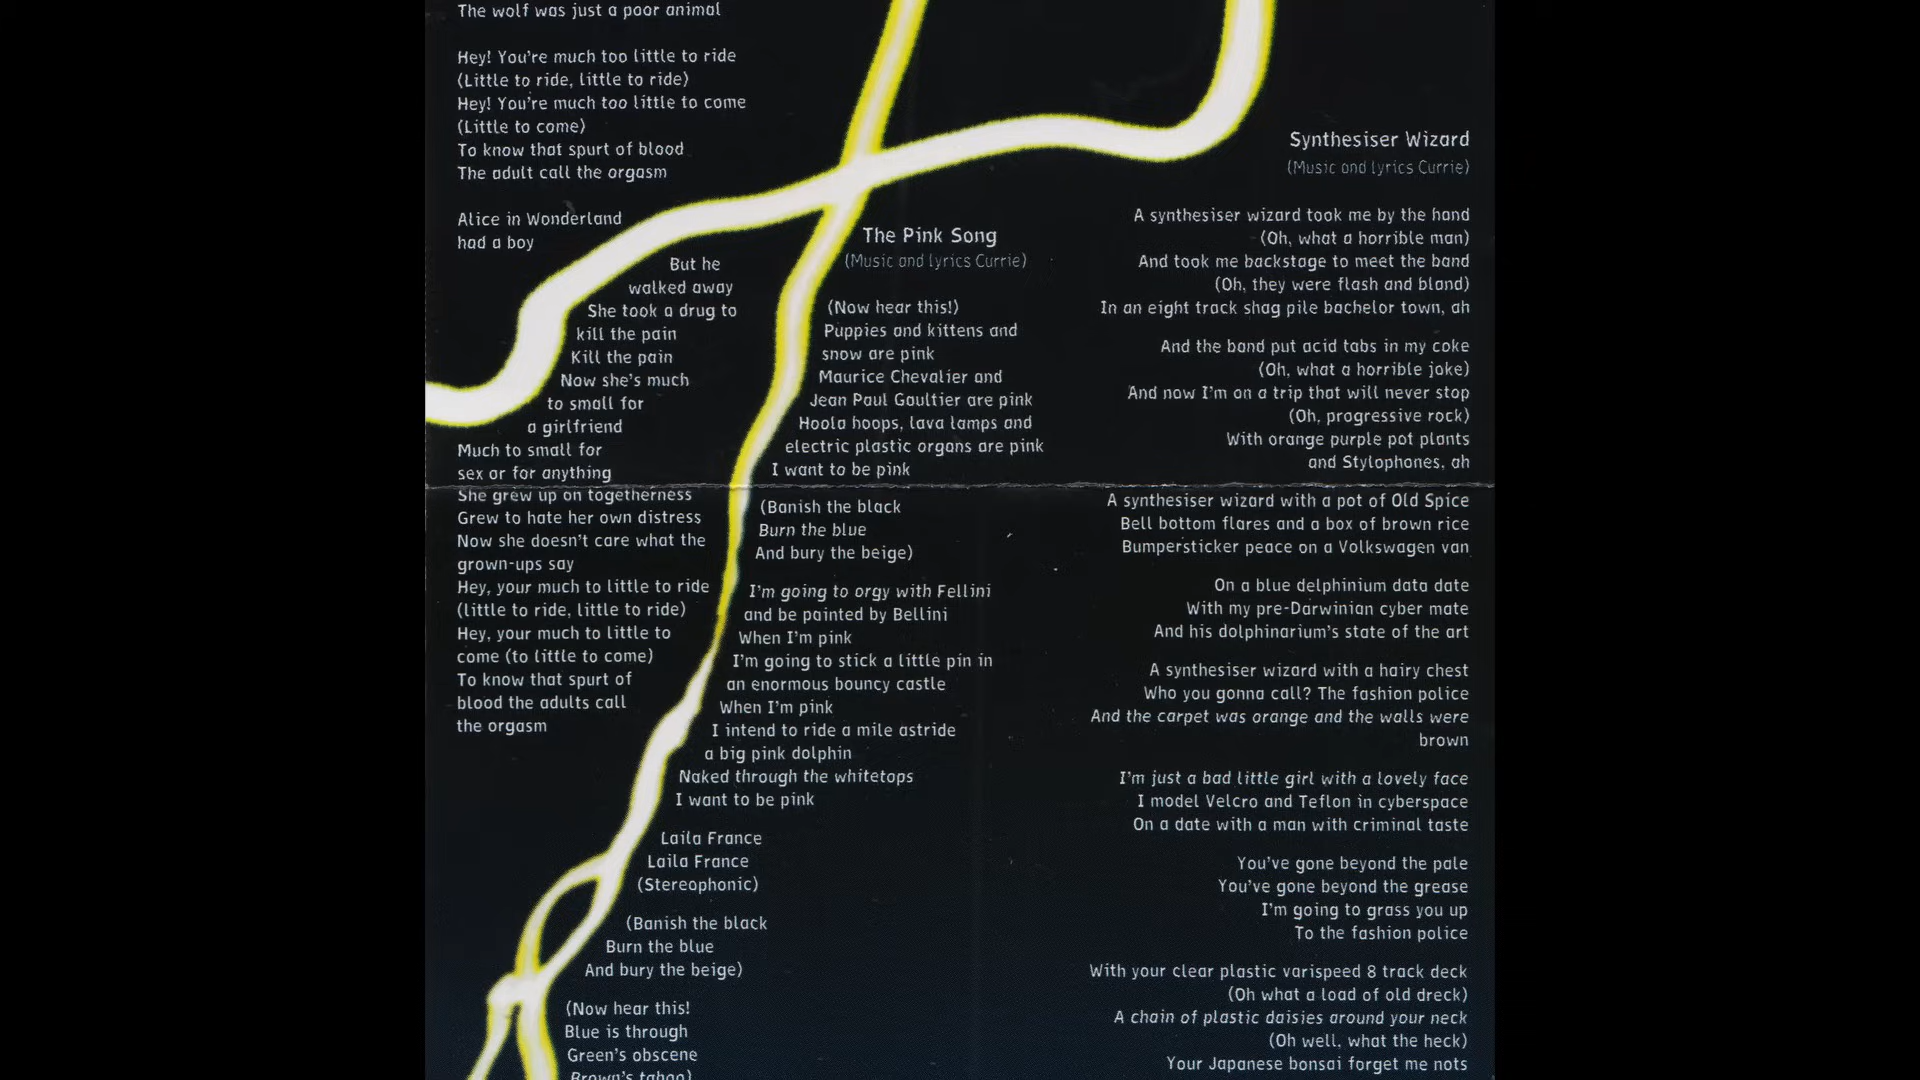 The wolf was just a poor animal
Hey! You're much too little to ride
(Little to ride, little to ride)
Hey! You're much too little to come
(Little to come)
To know that spurt of blood
The adult call the orgasm
Alice in Wonderland
had a boy
But he
walked away
She took a drug to
kill the pain
Kill the pain
Now she's much
to small for
a girlfriend
Much to small for
sex or for anything
She grew up on togetherness
Grew to hate her own distress
Now she doesn't care what the
grown-ups say
Hey, your much to little to ride
(little to ride, little to ride)
Hey, your much to little to
come (to little to come)
To know that spurt of
blood the adults call
the orgasm
The Pink Song
(Music and lyrics Currie)
(Now hear this!)
Puppies and kittens and
snow are pink
Maurice Chevalier and
Jean Paul Gaultier are pink
Hoola hoops, lava lamps and
electric plastic organs are pink
I want to be pink
(Banish the black
Burn the blue
And bury the beige)
I'm going to orgy with Fellini
and be painted by Bellini
When I'm pink
I'm going to stick a little pin in
an enormous bouncy castle
When I'm pink
I intend to ride a mile astride
a big pink dolphin
Naked through the whitetops
I want to be pink
Laila France
Laila France
(Stereophonic)
(Banish the black
Burn the blue
And bury the beige)
(Now hear this!
Blue is through
Green's obscene
Brown's taboo)
Synthesiser Wizard
(Music and lyrics Currie)
A synthesiser wizard took me by the hand
(Oh, what a horrible man)
And took me backstage to meet the band
(Oh, they were flash and bland)
In an eight track shag pile bachelor town, ah
And the band put acid tabs in my coke
(Oh, what a horrible joke)
And now I'm on a trip that will never stop
(Oh, progressive rock)
With orange purple pot plants
and Stylophones, ah
A synthesiser wizard with a pot of Old Spice
Bell bottom flares and a box of brown rice
Bumpersticker peace on a Volkswagen van
On a blue delphinium data date
With my pre-Darwinian cyber mate
And his dolphinarium's state of the art
A synthesiser wizard with a hairy chest
Who you gonna call? The fashion police
And the carpet was orange and the walls were
brown
I'm just a bad little girl with a lovely face
I model Velcro and Teflon in cyberspace
On a date with a man with criminal taste
You've gone beyond the pale
You've gone beyond the grease
I'm going to grass you up
To the fashion police
With your clear plastic varispeed 8 track deck
(Oh what a load of old dreck)
A chain of plastic daisies around your neck
(Oh well, what the heck)
Your Japanese bonsai forget me nots